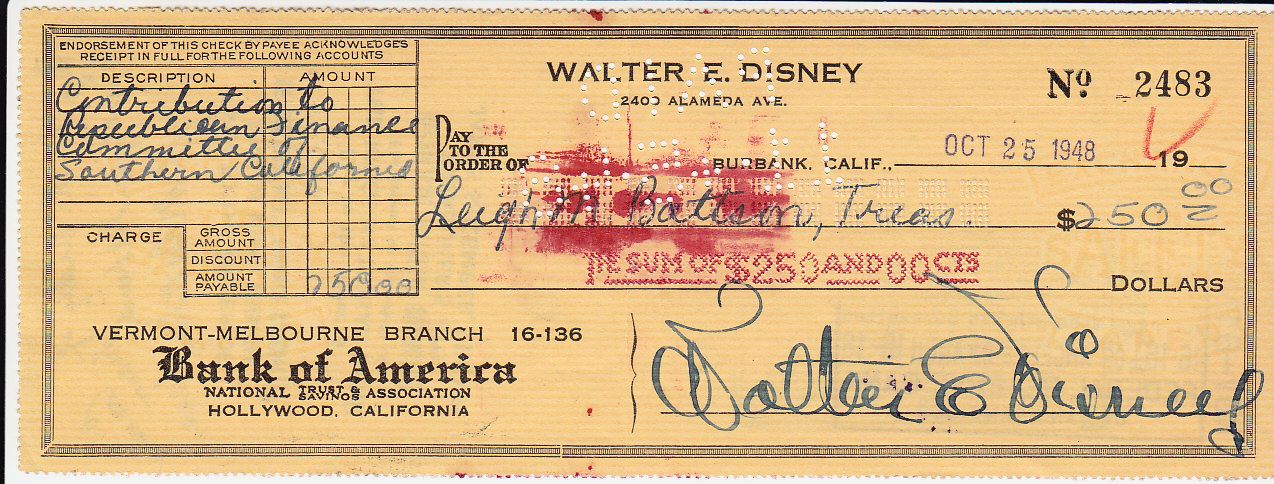 ENDORSEMENT OF THIS CHECK BY PAYEE ACKNOWLEDGES
RECEIPT IN FULL FOR THE FOLLOWING ACCOUNTS
DESCRIPTION AMOUNT
Contribution to
Republican Finance
Committee of
Southern California
CHARGE
GROSS AMOUNT
DISCOUNT
AMOUNT PAYABLE 250.00
WALTER E. DISNEY
2400 ALAMEDA AVE.
Nº 2483
PAY TO THE ORDER OF
BURBANK, CALIF., OCT 25 1948 19
Leigh M Battson, Treas. $250 00
THE SUM OF $250 AND 00 CTS
DOLLARS
VERMONT-MELBOURNE BRANCH 16-136
Bank of America
NATIONAL TRUST & SAVINGS ASSOCIATION
HOLLYWOOD, CALIFORNIA
Walter E Disney